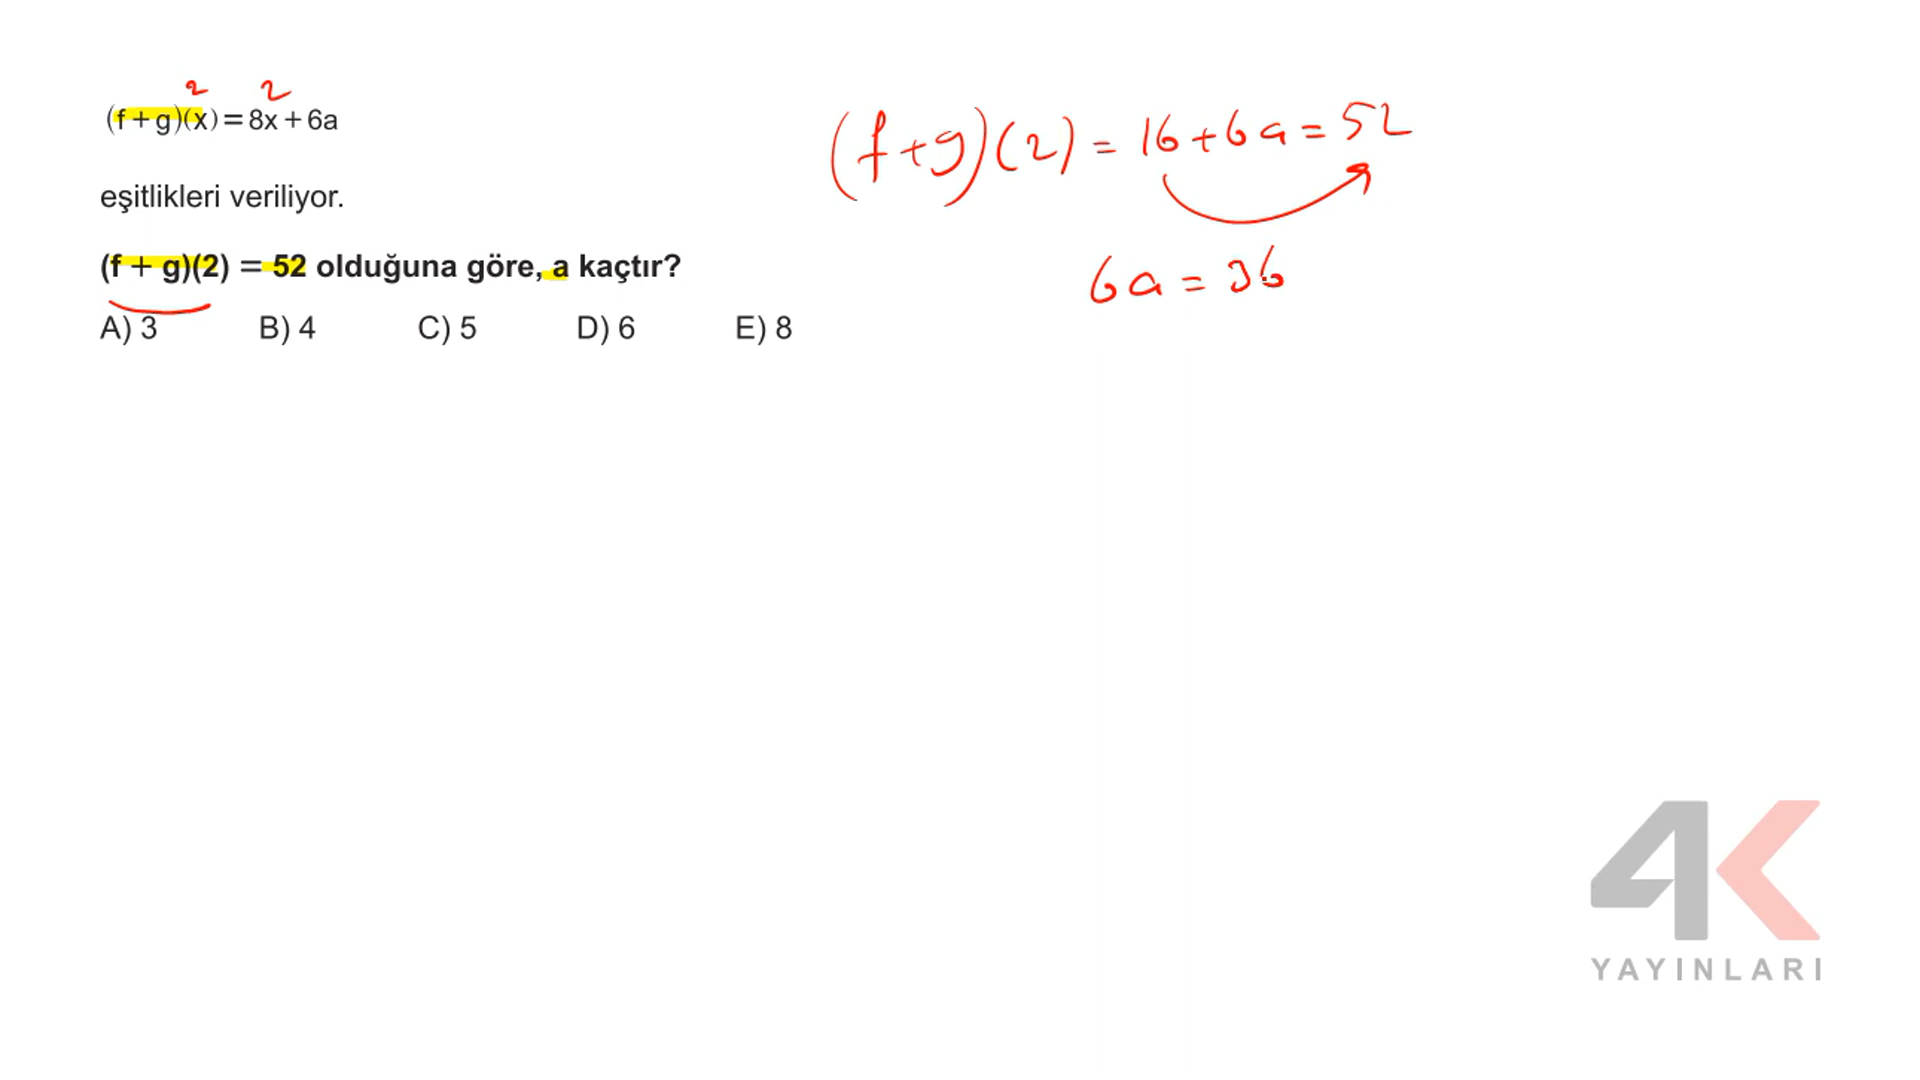 2 2
(f+g)(x)=8x+6a
eşitlikleri veriliyor.
(f + g)(2) = 52 olduğuna göre, a kaçtır?
A) 3 B) 4 C) 5 D) 6 E) 8
(f+g)(2) = 16+6a = 52
6a = 36
4K
YAYINLARI